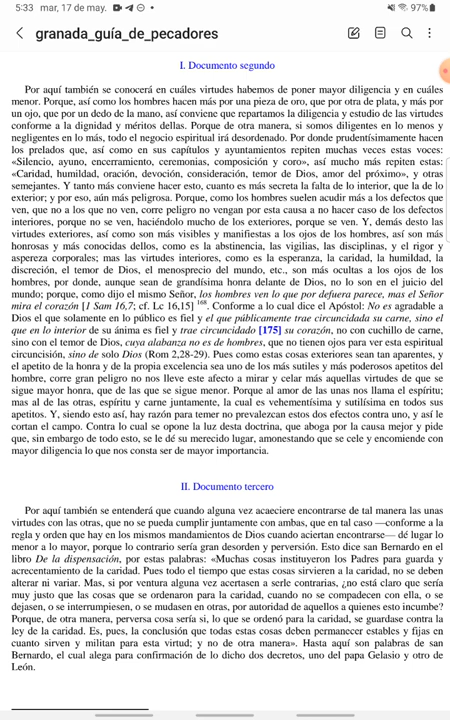 5:33 mar, 17 de may. 97%
granada_guía_de_pecadores
I. Documento segundo
Por aquí también se conocerá en cuáles virtudes habemos de poner mayor diligencia y en cuáles
menor. Porque, así como los hombres hacen más por una pieza de oro, que por otra de plata, y más por
un ojo, que por un dedo de la mano, así conviene que repartamos la diligencia y estudio de las virtudes
conforme a la dignidad y méritos dellas. Porque de otra manera, si somos diligentes en lo menos y
negligentes en lo más, todo el negocio espiritual irá desordenado. Por donde prudentísimamente hacen
los prelados que, así como en sus capítulos y ayuntamientos repiten muchas veces estas voces:
«Silencio, ayuno, encerramiento, ceremonias, composición y coro», así mucho más repiten estas:
«Caridad, humildad, oración, devoción, consideración, temor de Dios, amor del prójimo», y otras
semejantes. Y tanto más conviene hacer esto, cuanto es más secreta la falta de lo interior, que la de lo
exterior; y por eso, aún más peligrosa. Porque, como los hombres suelen acudir más a los defectos que
ven, que no a los que no ven, corre peligro no vengan por esta causa a no hacer caso de los defectos
interiores, porque no se ven, haciéndolo mucho de los exteriores, porque se ven. Y, demás desto las
virtudes exteriores, así como son más visibles y manifiestas a los ojos de los hombres, así son más
honrosas y más conocidas dellos, como es la abstinencia, las vigilias, las disciplinas, y el rigor y
aspereza corporales; mas las virtudes interiores, como es la esperanza, la caridad, la humildad, la
discreción, el temor de Dios, el menosprecio del mundo, etc., son más ocultas a los ojos de los
hombres, por donde, aunque sean de grandísima honra delante de Dios, no lo son en el juicio del
mundo; porque, como dijo el mismo Señor, los hombres ven lo que por defuera parece, mas el Señor
mira el corazón [1 Sam 16,7; cf. Lc 16,15] 168. Conforme a lo cual dice el Apóstol: No es agradable a
Dios el que solamente en lo público es fiel y el que públicamente trae circuncidada su carne, sino el
que en lo interior de su ánima es fiel y trae circuncidado [175] su corazón, no con cuchillo de carne,
sino con el temor de Dios, cuya alabanza no es de hombres, que no tienen ojos para ver esta espiritual
circuncisión, sino de solo Dios (Rom 2,28-29). Pues como estas cosas exteriores sean tan aparentes, y
el apetito de la honra y de la propia excelencia sea uno de los más sutiles y más poderosos apetitos del
hombre, corre gran peligro no nos lleve este afecto a mirar y celar más aquellas virtudes de que se
sigue mayor honra, que de las que se sigue menor. Porque al amor de las unas nos llama el espíritu;
mas al de las otras, espíritu y carne juntamente, la cual es vehementísima y sutilísima en todos sus
apetitos. Y, siendo esto así, hay razón para temer no prevalezcan estos dos efectos contra uno, y así le
cortan el campo. Contra lo cual se opone la luz desta doctrina, que aboga por la causa mejor y pide
que, sin embargo de todo esto, se le dé su merecido lugar, amonestando que se cele y encomiende con
mayor diligencia lo que nos consta ser de mayor importancia.
II. Documento tercero
Por aquí también se entenderá que cuando alguna vez acaeciere encontrarse de tal manera las unas
virtudes con las otras, que no se pueda cumplir juntamente con ambas, que en tal caso —conforme a la
regla y orden que hay en los mismos mandamientos de Dios cuando aciertan encontrarse— dé lugar lo
menor a lo mayor, porque lo contrario sería gran desorden y perversión. Esto dice san Bernardo en el
libro De la dispensación, por estas palabras: «Muchas cosas instituyeron los Padres para guarda y
acrecentamiento de la caridad. Pues todo el tiempo que estas cosas sirvieren a la caridad, no se deben
alterar ni variar. Mas, si por ventura alguna vez acertasen a serle contrarias, ¿no está claro que sería
muy justo que las cosas que se ordenaron para la caridad, cuando no se compadecen con ella, o se
dejasen, o se interrumpiesen, o se mudasen en otras, por autoridad de aquellos a quienes esto incumbe?
Porque, de otra manera, perversa cosa sería si, lo que se ordenó para la caridad, se guardase contra la
ley de la caridad. Es, pues, la conclusión que todas estas cosas deben permanecer estables y fijas en
cuanto sirven y militan para esta virtud; y no de otra manera». Hasta aquí son palabras de san
Bernardo, el cual alega para confirmación de lo dicho dos decretos, uno del papa Gelasio y otro de
León.